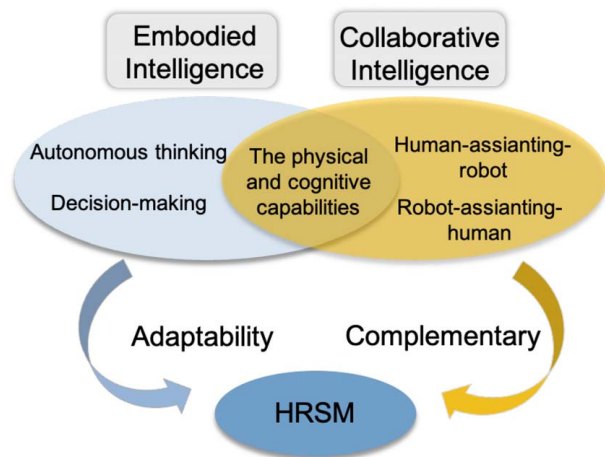 Embodied
Intelligence
Collaborative
Intelligence
Autonomous thinking
Decision-making
The physical
and cognitive
capabilities
Human-assianting-
robot
Robot-assianting-
human
Adaptability
Complementary
HRSM